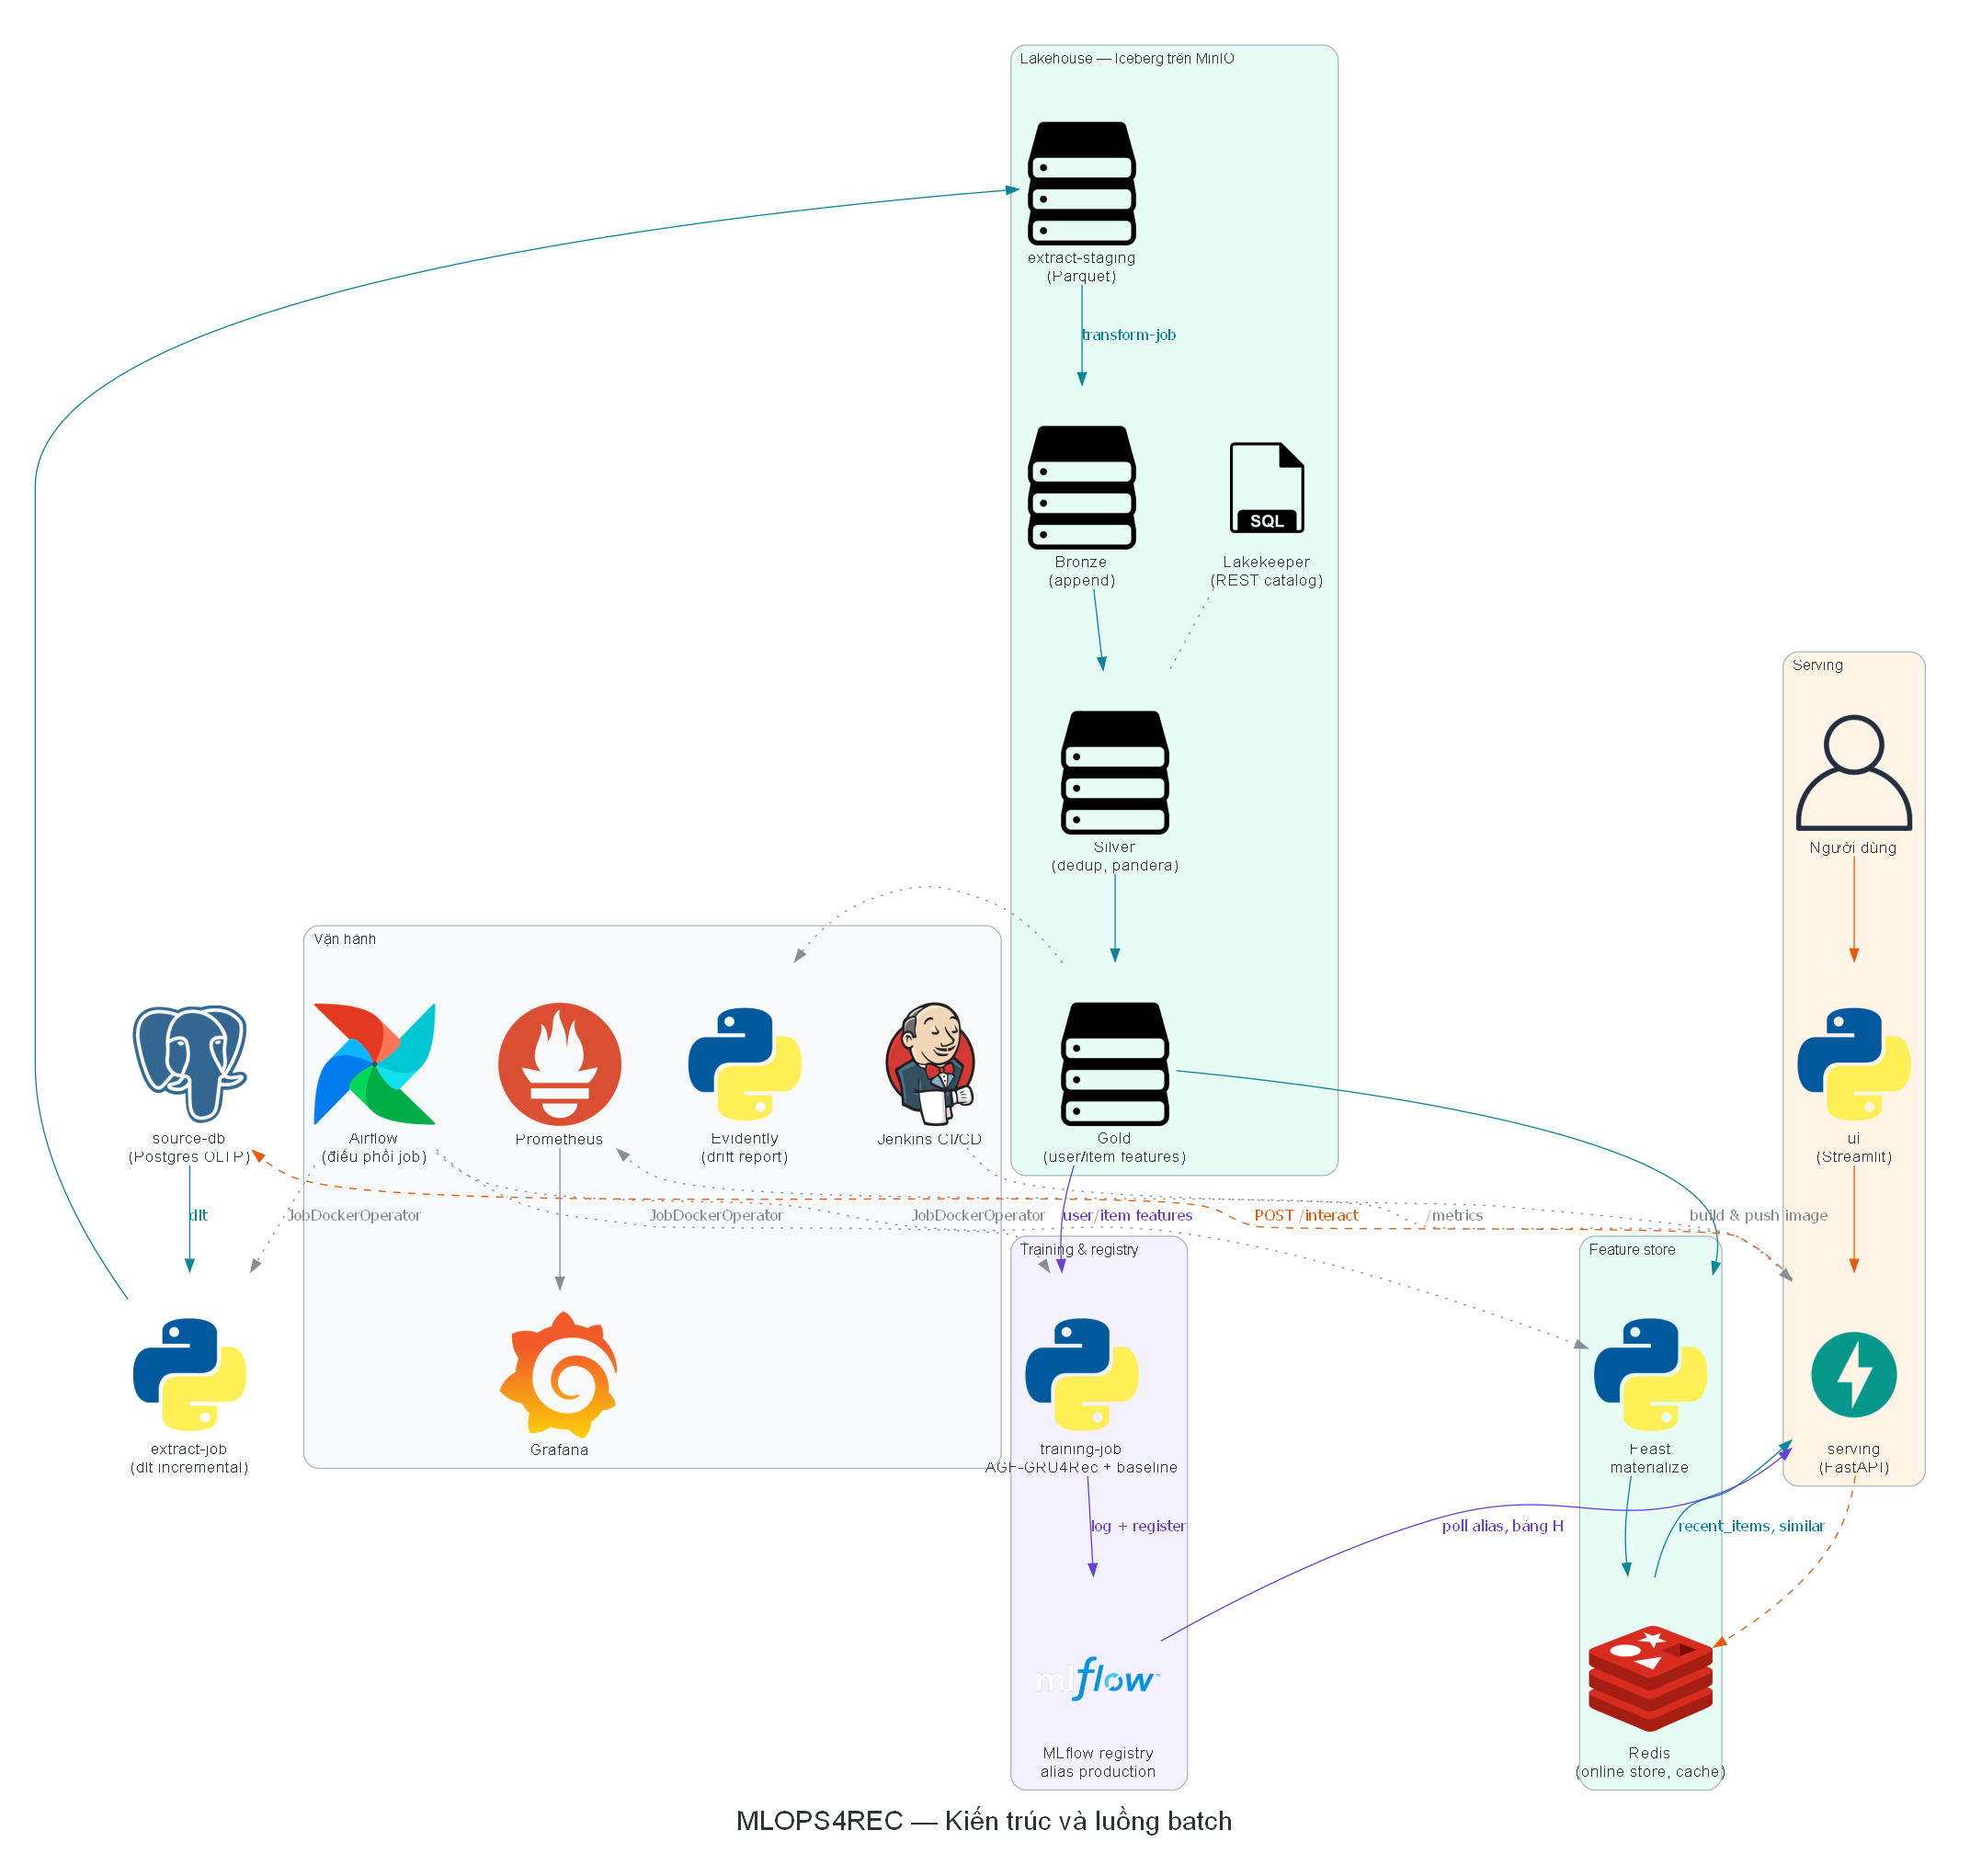 Lakehouse — Iceberg trên MinIO
extract-staging
(Parquet)
transform-job
Bronze
(append)
SQL
Lakekeeper
(REST catalog)
Serving
Silver
(dedup, pandera)
Người dùng
Vận hành
source-db
(Postgres OLTP)
Airflow
(điều phối job)
Prometheus
Evidently
(drift report)
Jenkins CI/CD
Gold
(user/item features)
ui
(Streamlit)
dlt
JobDockerOperator
JobDockerOperator
JobDockerOperator
user/item features
POST /interact
/metrics
build & push image
Training & registry
Feature store
extract-job
(dlt incremental)
Grafana
training-job
AGF-GRU4Rec + baseline
Feast
materialize
serving
(FastAPI)
log + register
poll alias, bảng H
recent_items, similar
mlflow
MLflow registry
alias production
Redis
(online store, cache)
MLOPS4REC — Kiến trúc và luồng batch